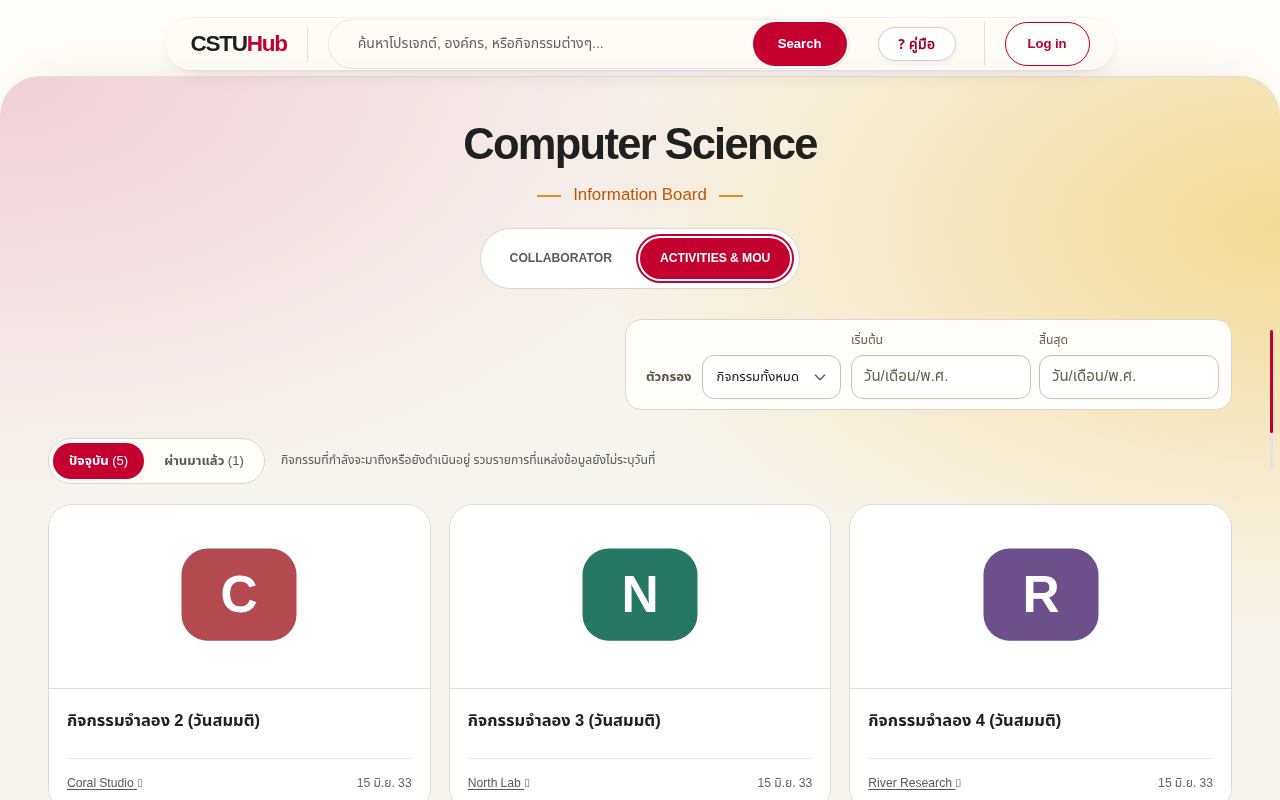 CSTUHub
ค้นหาโปรเจกต์, องค์กร, หรือกิจกรรมต่างๆ...
Search
? คู่มือ
Log in
Computer Science
Information Board
COLLABORATOR
ACTIVITIES & MOU
เริ่มต้น
สิ้นสุด
ตัวกรอง
กิจกรรมทั้งหมด
วัน/เดือน/พ.ศ.
วัน/เดือน/พ.ศ.
ปัจจุบัน (5)
ผ่านมาแล้ว (1)
กิจกรรมที่กำลังจะมาถึงหรือยังดำเนินอยู่ รวมรายการที่แหล่งข้อมูลยังไม่ระบุวันที่
C
N
R
กิจกรรมจำลอง 2 (วันสมมติ)
กิจกรรมจำลอง 3 (วันสมมติ)
กิจกรรมจำลอง 4 (วันสมมติ)
Coral Studio
15 มิ.ย. 33
North Lab
15 มิ.ย. 33
River Research
15 มิ.ย. 33